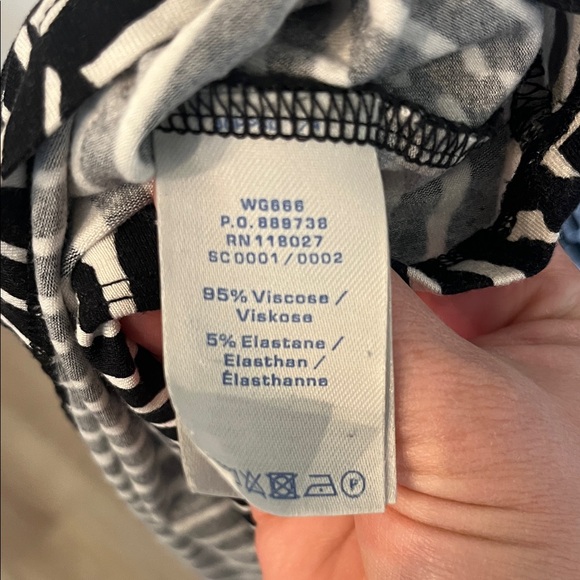 WG666
P.O. 889738
RN 118027
SC0001/0002
95% Viscose /
Viskose
5% Elastane /
Elasthan /
Élasthanne
P